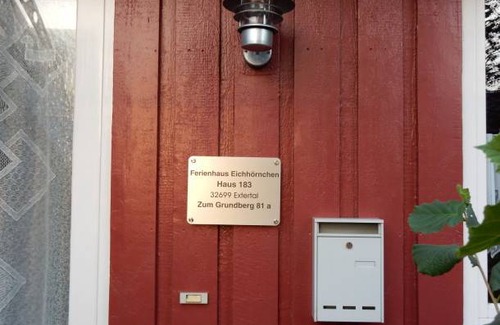 Ferienhaus Eichhörnchen
Haus 183
32699 Extertal
Zum Grundberg 81 a